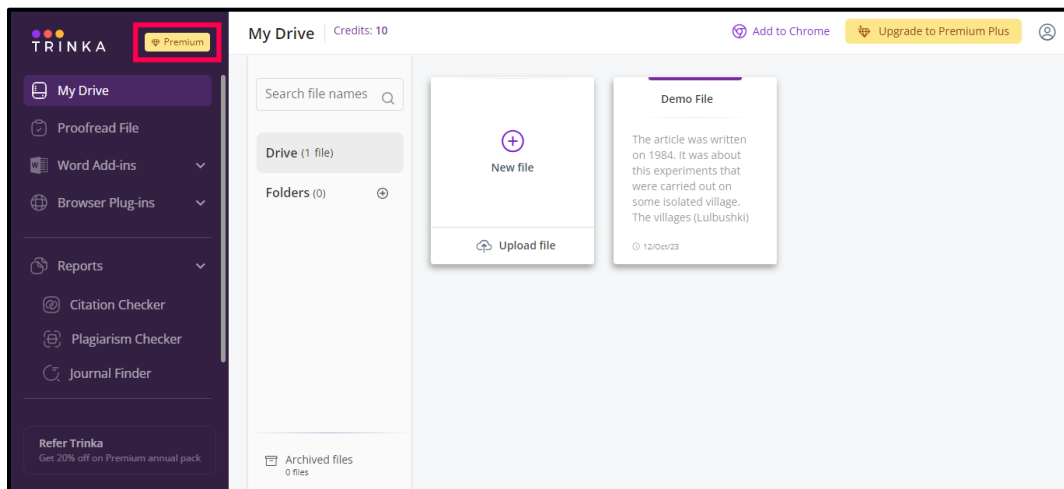 TRINKA
Premium
My Drive
Proofread File
Word Add-ins
Browser Plug-ins
Reports
Citation Checker
Plagiarism Checker
Journal Finder
Refer Trinka
Get 20% off on Premium annual pack
My Drive
Credits: 10
Add to Chrome
Upgrade to Premium Plus
Search file names
Drive (1 file)
Folders (0)
Archived files
0 files
New file
Upload file
Demo File
The article was written
on 1984. It was about
this experiments that
were carried out on
some isolated village.
The villages (Lulbushki)
12/Oct/23